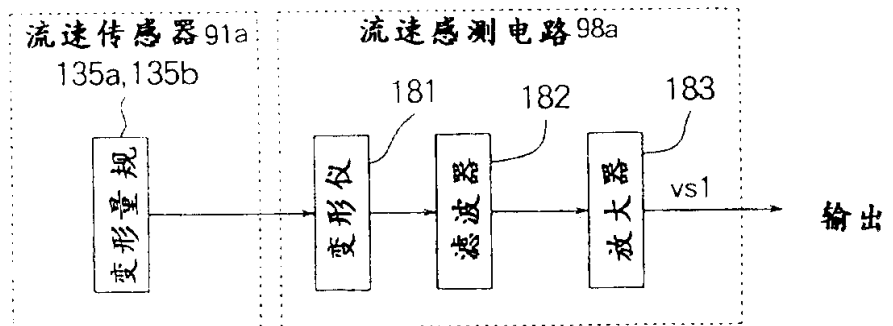 流速传感器91a
流速感测电路98a
135a,135b
181
182
183
变形量规
变形仪
滤波器
放大器
vs1
输出